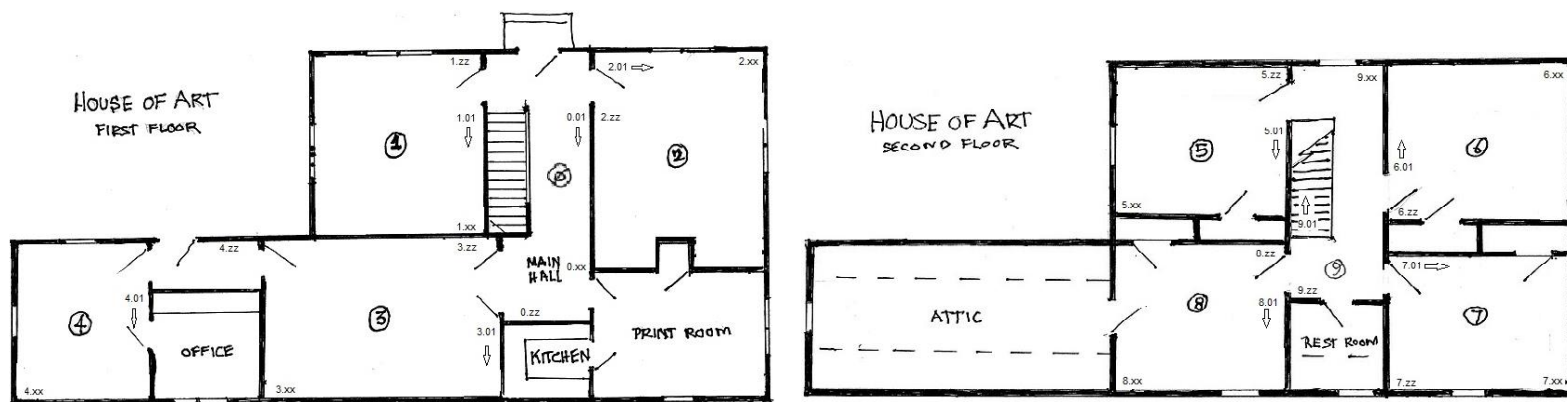 HOUSE OF ART
FIRST FLOOR
1.zz
2.01
2.xx
1.01
0.01
2.zz
1
0
2
1.xx
4.zz
3.zz
MAIN
HALL
0.xx
4.01
4
3
0.zz
3.01
OFFICE
KITCHEN
PRINT ROOM
4.xx
3.xx
HOUSE OF ART
SECOND FLOOR
5.zz
9.xx
6.xx
5.01
5
6
6.01
5.xx
9.01
6.zz
0.zz
9
7.01
9.zz
8.01
ATTIC
8
7
REST ROOM
8.xx
7.zz
7.xx